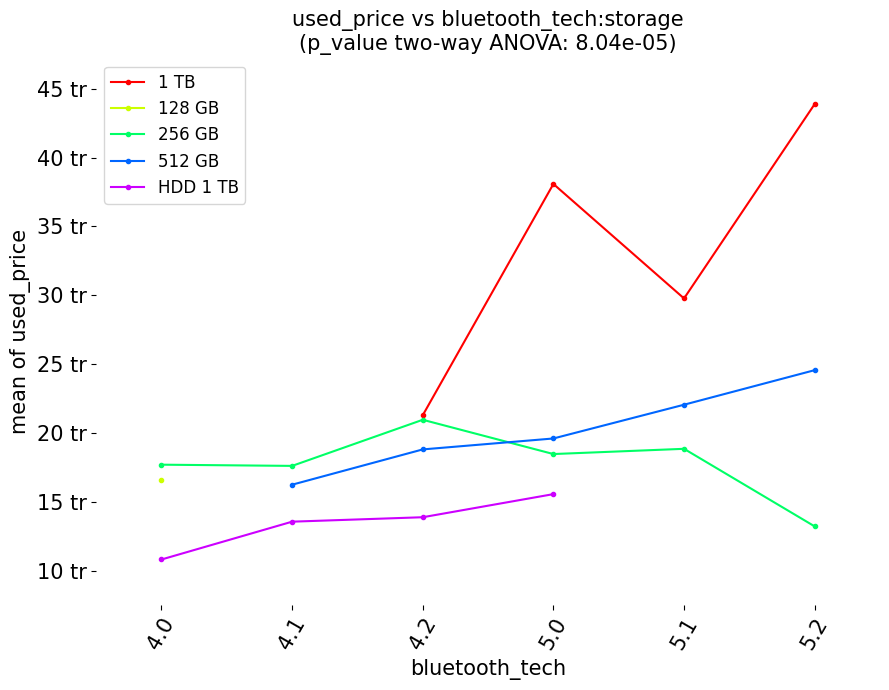 used_price vs bluetooth_tech:storage
(p_value two-way ANOVA: 8.04e-05)
1 TB
128 GB
256 GB
512 GB
HDD 1 TB
45 tr
40 tr
35 tr
30 tr
25 tr
20 tr
15 tr
10 tr
mean of used_price
4.0
4.1
4.2
5.0
5.1
5.2
bluetooth_tech